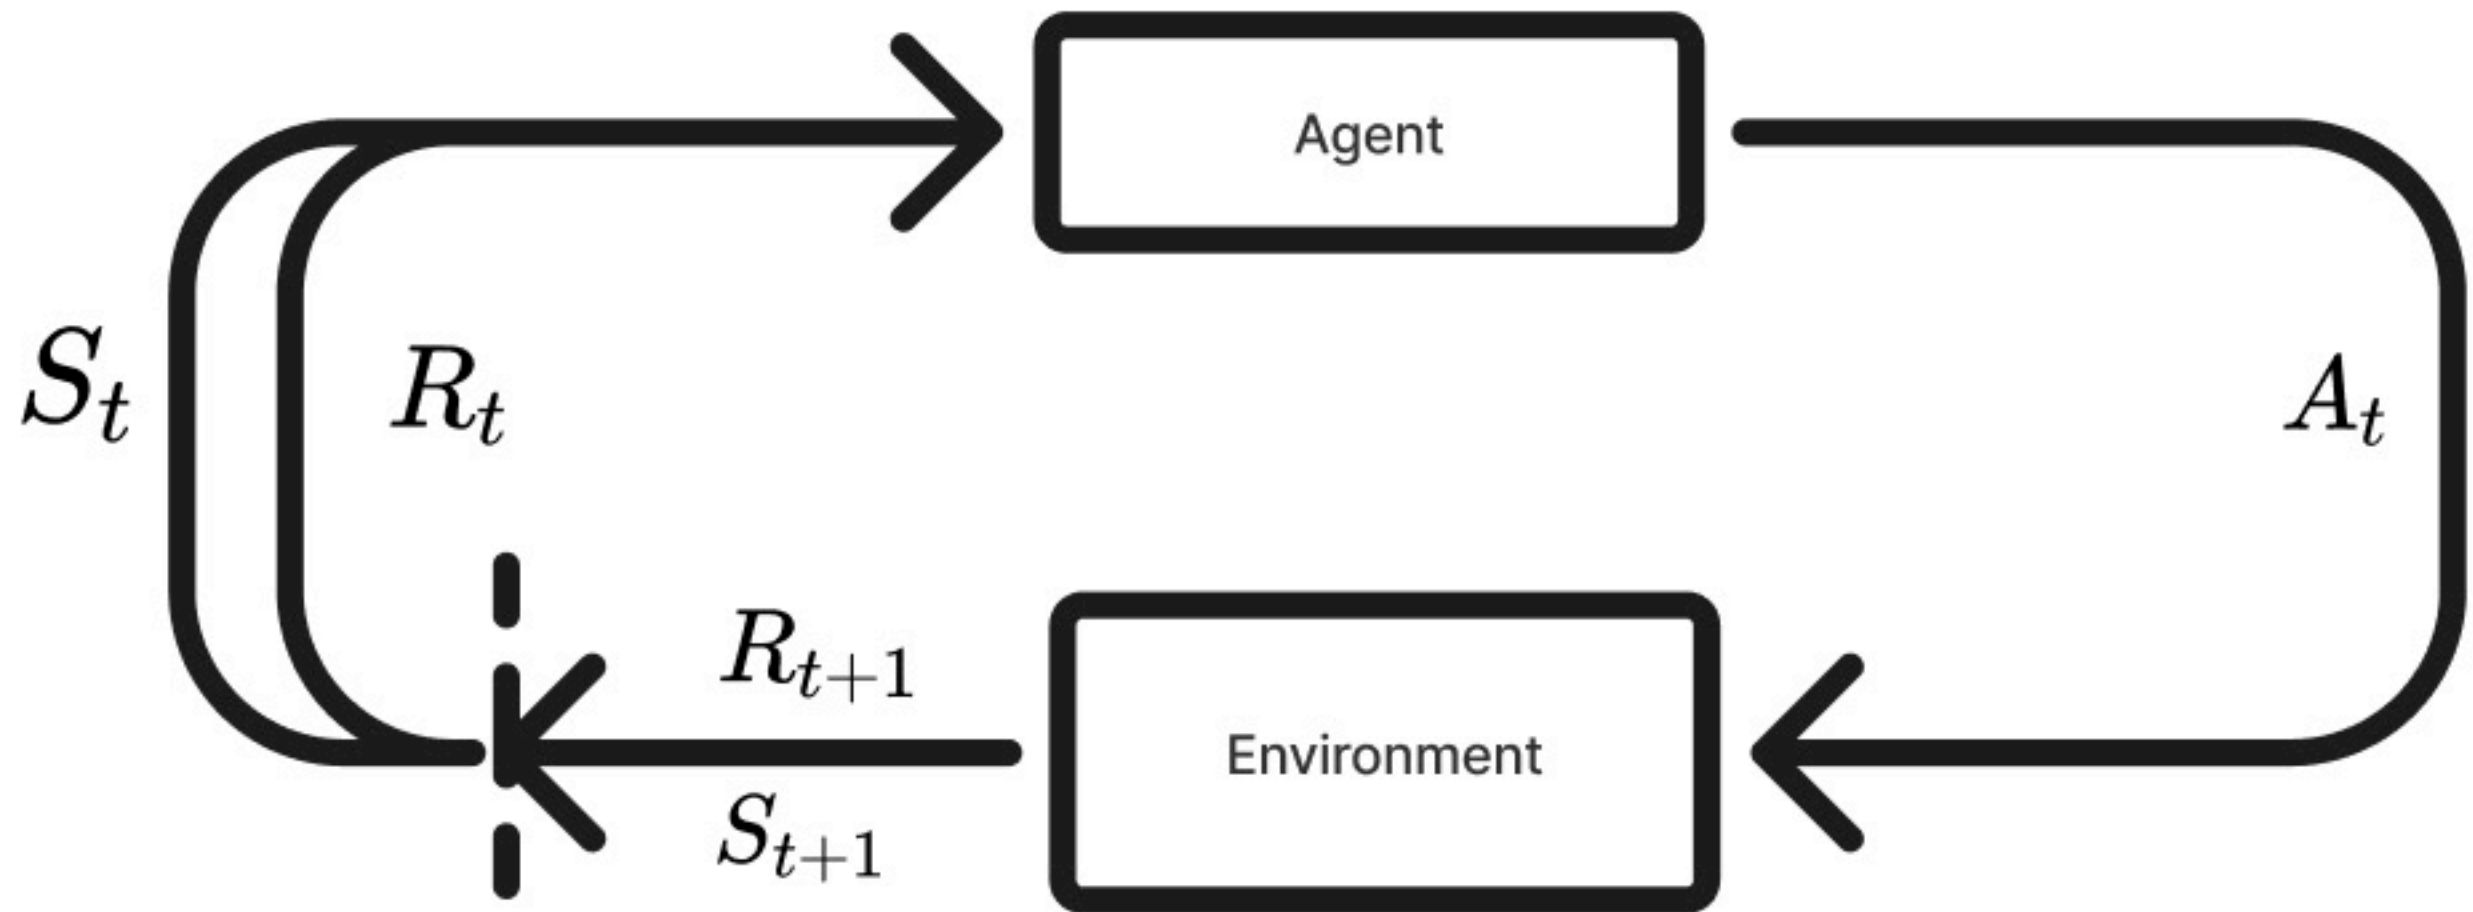 Agent
S_t
R_t
A_t
R_{t+1}
Environment
S_{t+1}